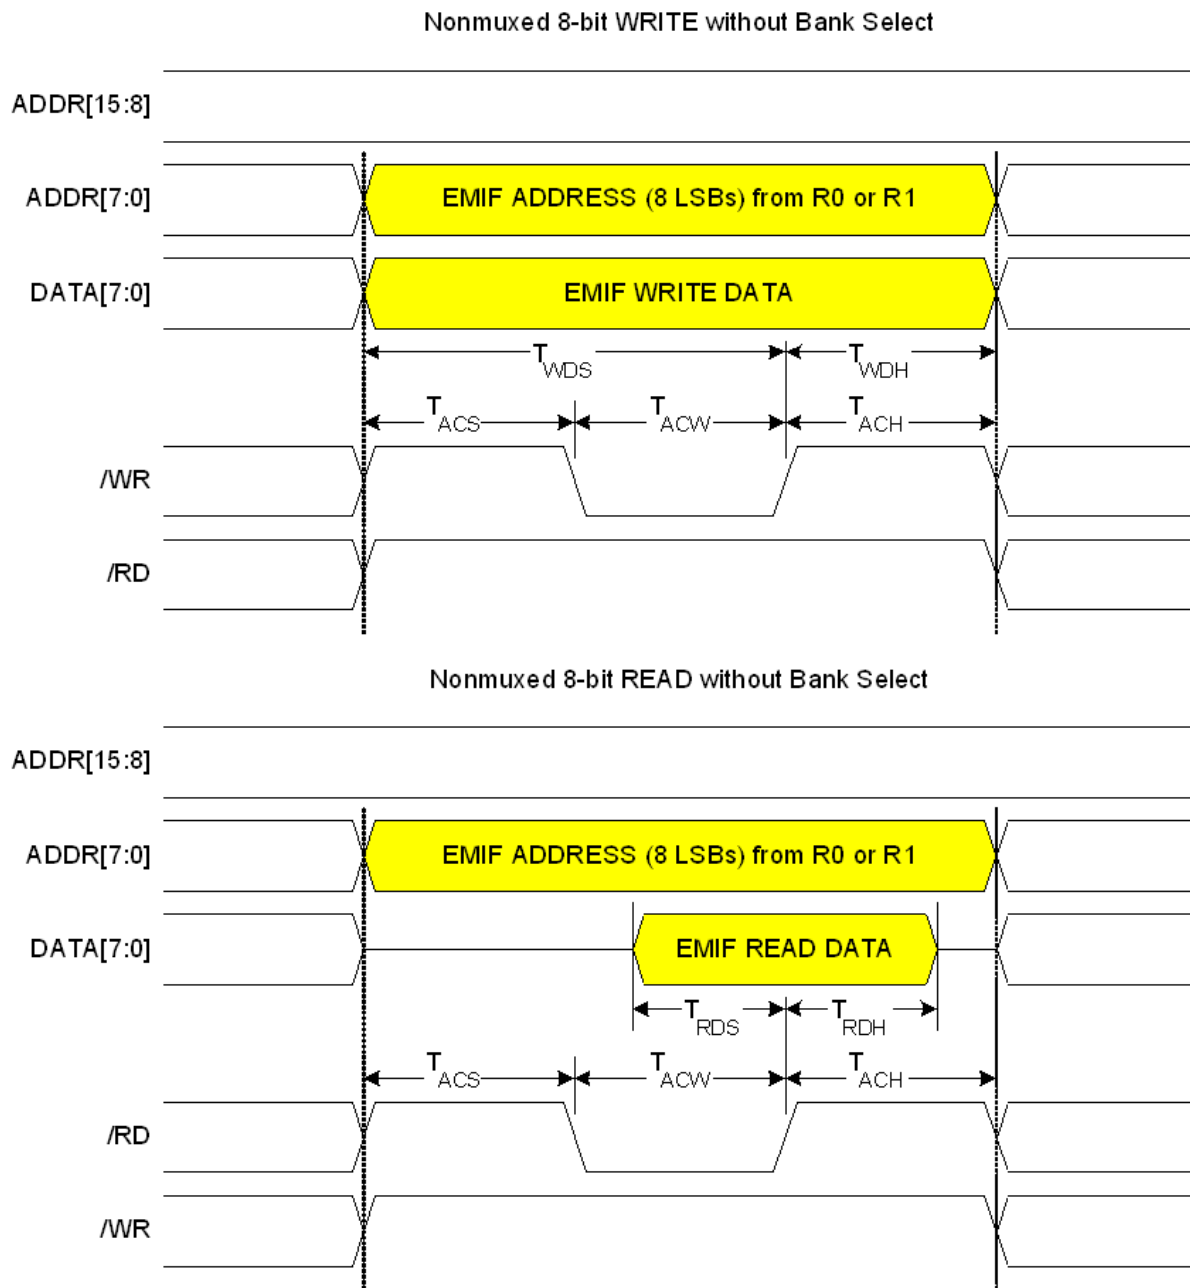 Nonmuxed 8-bit WRITE without Bank Select
ADDR[15:8]
ADDR[7:0]
EMIF ADDRESS (8 LSBs) from R0 or R1
DATA[7:0]
EMIF WRITE DATA
TWDS TWDH
TACS TACW TACH
/WR
/RD
Nonmuxed 8-bit READ without Bank Select
ADDR[15:8]
ADDR[7:0]
EMIF ADDRESS (8 LSBs) from R0 or R1
DATA[7:0]
EMIF READ DATA
TRDS TRDH
TACS TACW TACH
/RD
/WR